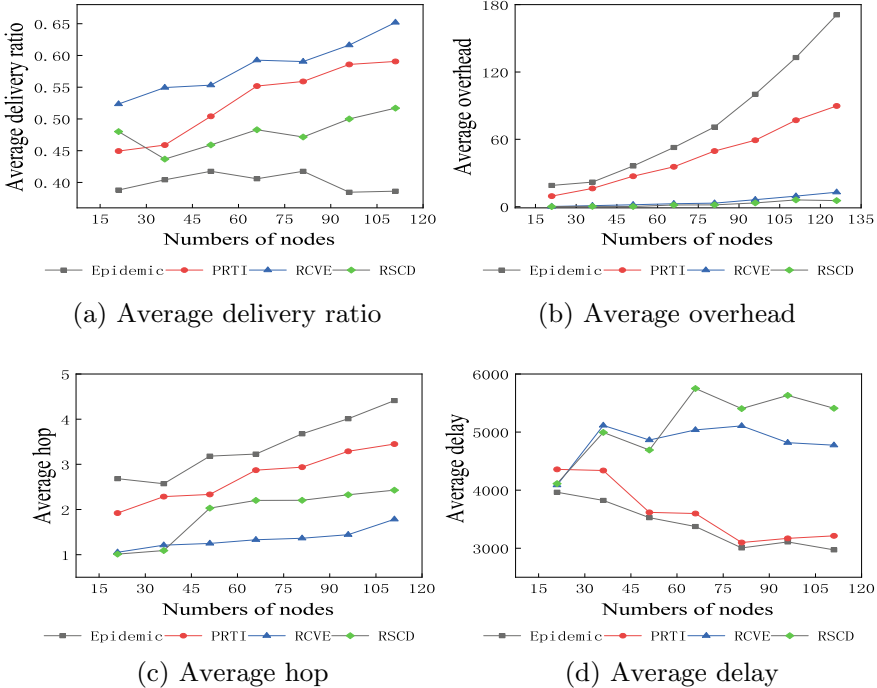 Average delivery ratio
0.65
0.60
0.55
0.50
0.45
0.40
15 30 45 60 75 90 105 120
Numbers of nodes
Epidemic PRTI RCVE RSCD
(a) Average delivery ratio
Average overhead
180
120
60
0
15 30 45 60 75 90 105 120 135
Numbers of nodes
Epidemic PRTI RCVE RSCD
(b) Average overhead
Average hop
5
4
3
2
1
15 30 45 60 75 90 105 120
Numbers of nodes
Epidemic PRTI RCVE RSCD
(c) Average hop
Average delay
6000
5000
4000
3000
15 30 45 60 75 90 105 120
Numbers of nodes
Epidemic PRTI RCVE RSCD
(d) Average delay